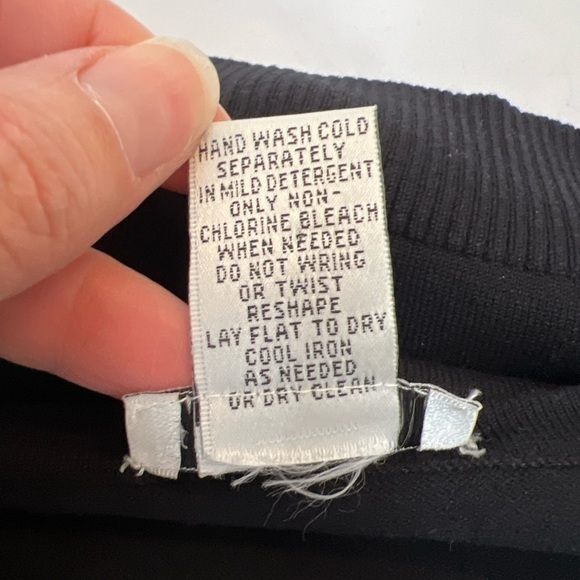 HAND WASH COLD
SEPARATELY
IN MILD DETERGENT
ONLY NON-
CHLORINE BLEACH
WHEN NEEDED
DO NOT WRING
OR TWIST
RESHAPE
LAY FLAT TO DRY
COOL IRON
AS NEEDED
OR DRY CLEAN